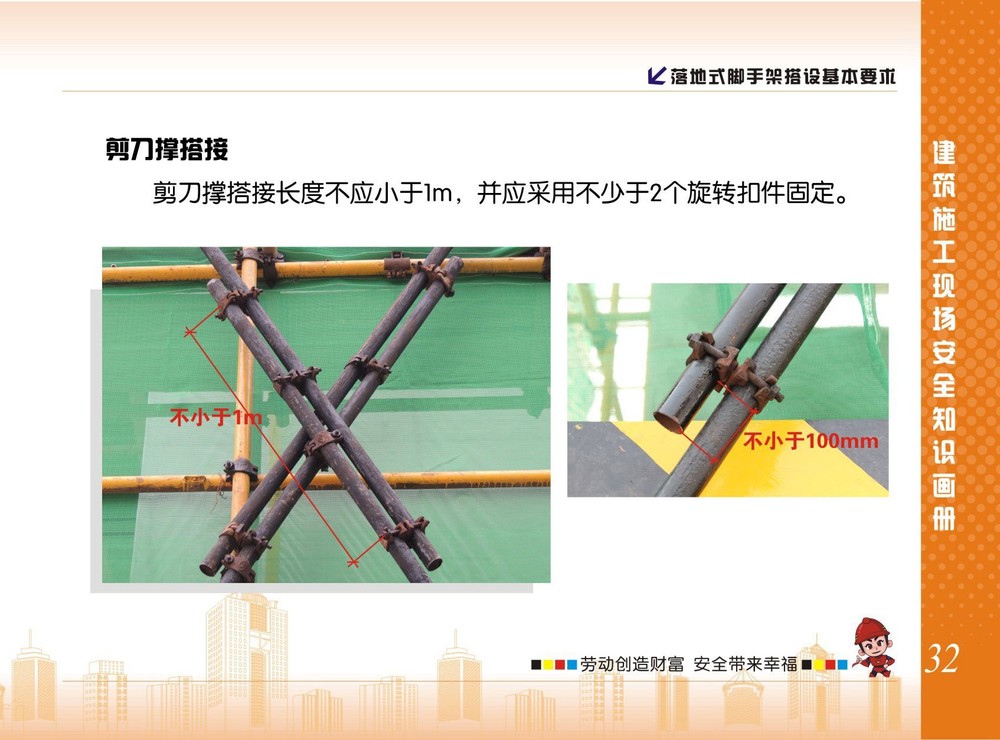 落地式脚手架搭设基本要求
剪刀撑搭接
剪刀撑搭接长度不应小于1m，并应采用不少于2个旋转扣件固定。
不小于1m
不小于100mm
劳动创造财富 安全带来幸福
建筑施工现场安全知识画册
32